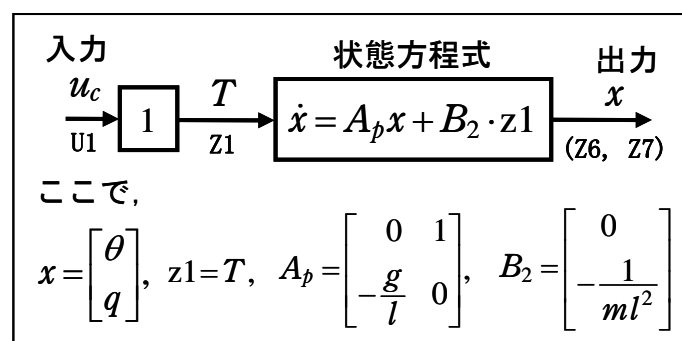 入力 状態方程式 出力
u_c 1 T ẋ = A_p x + B_2 · z1 x
U1 Z1 (Z6, Z7)
ここで,
x = [θ; q], z1 = T, A_p = [0 1; -g/l 0], B_2 = [0; -1/(ml^2)]